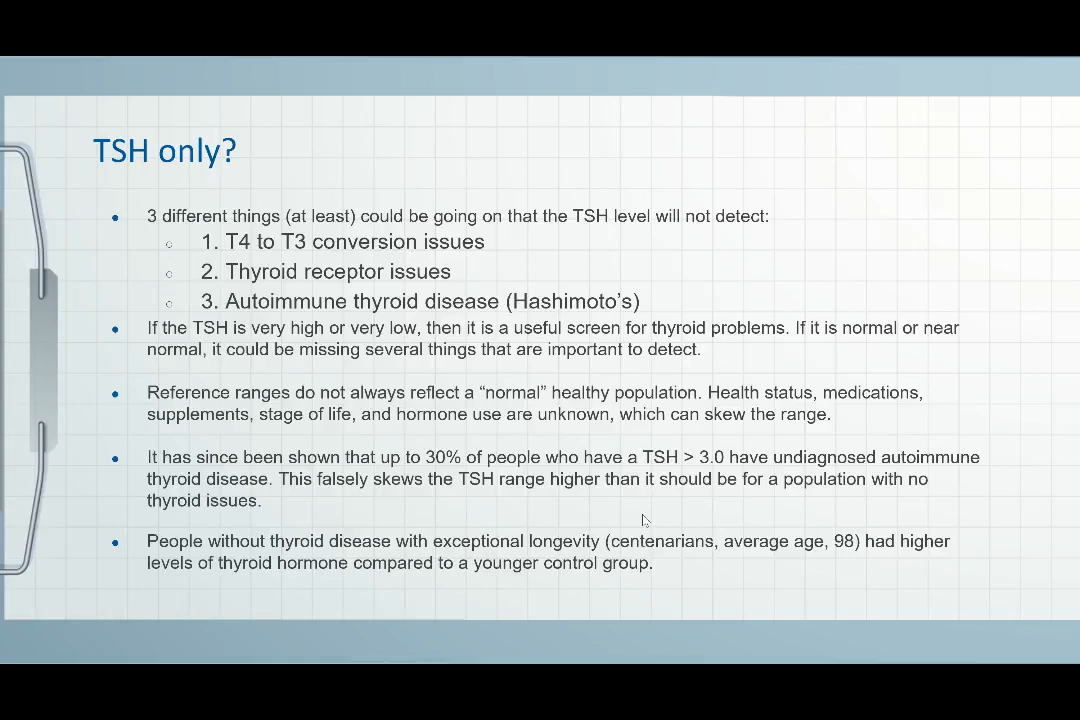 TSH only?
• 3 different things (at least) could be going on that the TSH level will not detect:
○ 1. T4 to T3 conversion issues
○ 2. Thyroid receptor issues
○ 3. Autoimmune thyroid disease (Hashimoto’s)
• If the TSH is very high or very low, then it is a useful screen for thyroid problems. If it is normal or near
normal, it could be missing several things that are important to detect.
• Reference ranges do not always reflect a “normal” healthy population. Health status, medications,
supplements, stage of life, and hormone use are unknown, which can skew the range.
• It has since been shown that up to 30% of people who have a TSH > 3.0 have undiagnosed autoimmune
thyroid disease. This falsely skews the TSH range higher than it should be for a population with no
thyroid issues.
• People without thyroid disease with exceptional longevity (centenarians, average age, 98) had higher
levels of thyroid hormone compared to a younger control group.